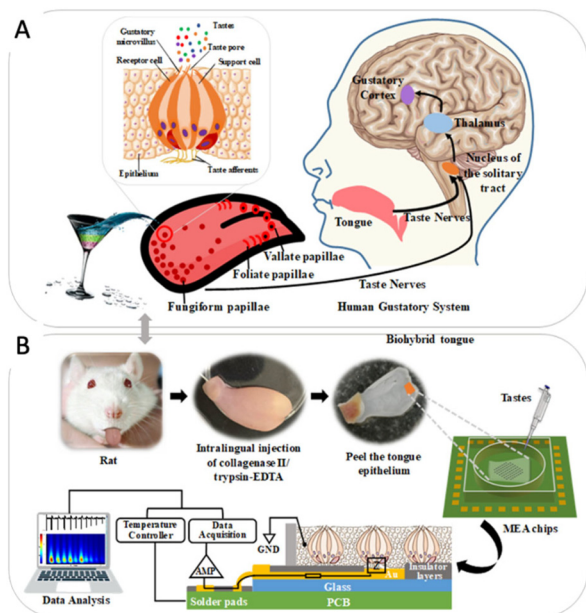 A
Tastes
Gustatory
microvillus
Taste pore
Receptor cell
Support cell
Epithelium
Taste afferents
Gustatory
Cortex
Thalamus
Nucleus of
the solitary
tract
Tongue
Taste Nerves
Vallate papillae
Foliate papillae
Fungiform papillae
Taste Nerves
Human Gustatory System
B
Biohybrid tongue
Rat
Intralingual injection
of collagenase II/
trypsin-EDTA
Peel the tongue
epithelium
Tastes
MEA chips
Temperature
Controller
Data
Acquisition
GND
AMP
Z
Au
Insulator
layers
Glass
Solder pads
PCB
Data Analysis